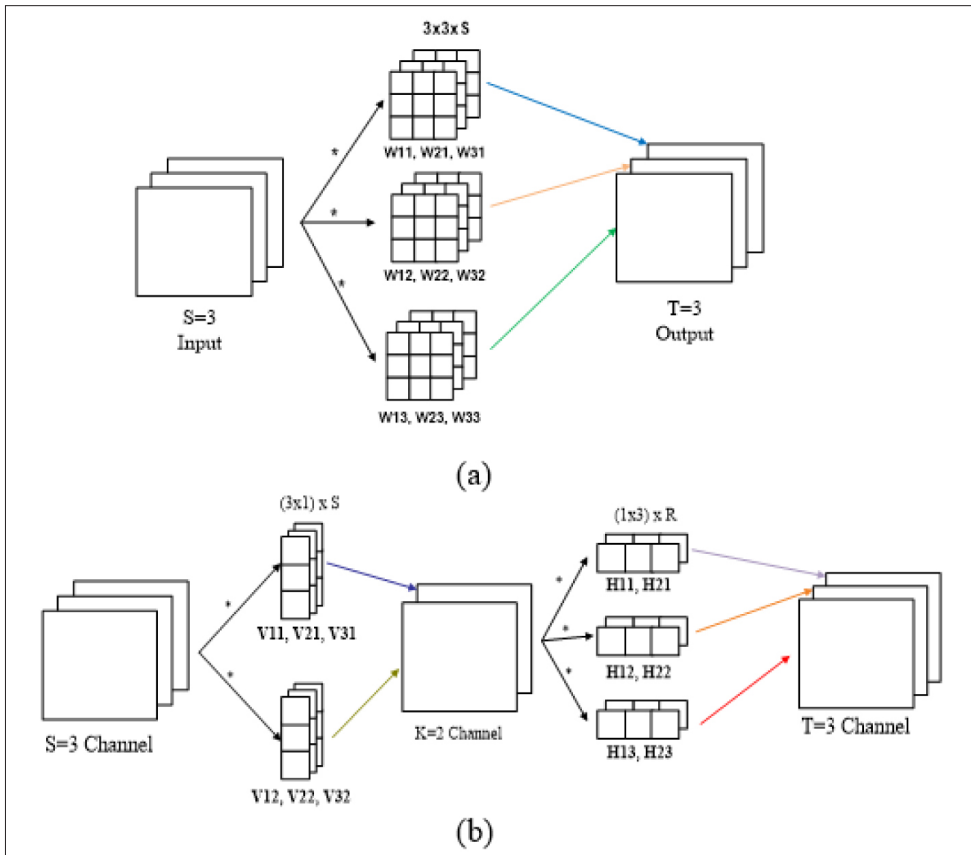 3x3x S
*
W11, W21, W31
*
W12, W22, W32
*
S=3
Input
T=3
Output
W13, W23, W33
(a)
(3x1) x S
(1x3) x R
*
*
H11, H21
V11, V21, V31
*
*
H12, H22
*
S=3 Channel
K=2 Channel
T=3 Channel
H13, H23
V12, V22, V32
(b)